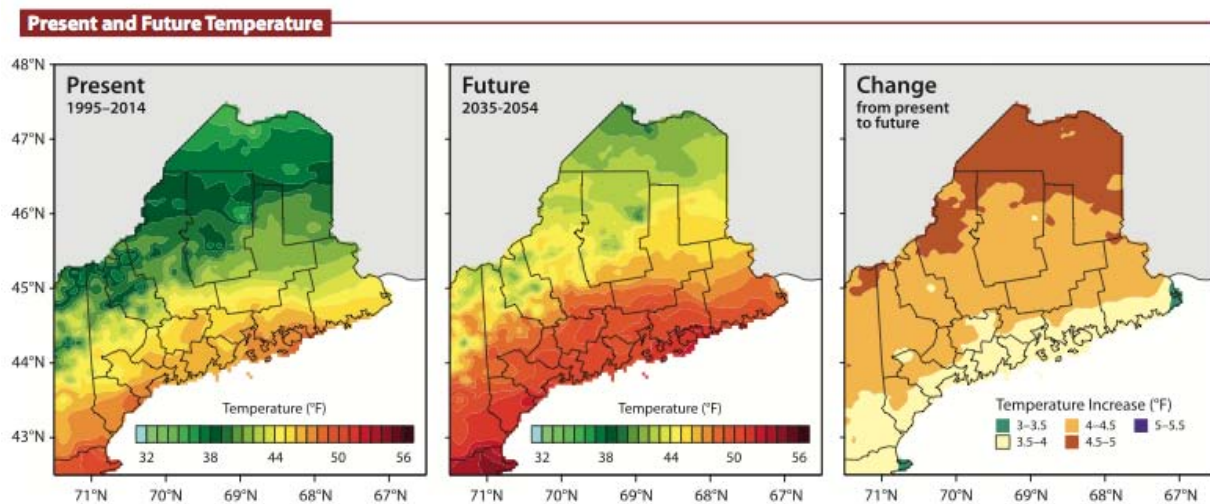 Present and Future Temperature
48°N
47°N
46°N
45°N
44°N
43°N
Present
1995–2014
Temperature (°F)
32 38 44 50 56
71°N 70°N 69°N 68°N 67°N
Future
2035-2054
Temperature (°F)
32 38 44 50 56
71°N 70°N 69°N 68°N 67°N
Change
from present
to future
Temperature Increase (°F)
3–3.5 4–4.5 5–5.5
3.5–4 4.5–5
71°N 70°N 69°N 68°N 67°N